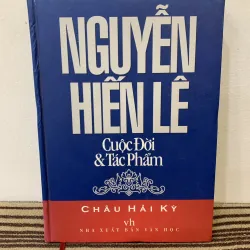 NGUYỄN
HIẾN LÊ
Cuộc Đời
& Tác Phẩm
CHÂU HẢI KỲ
vh
NHÀ XUẤT BẢN VĂN HỌC